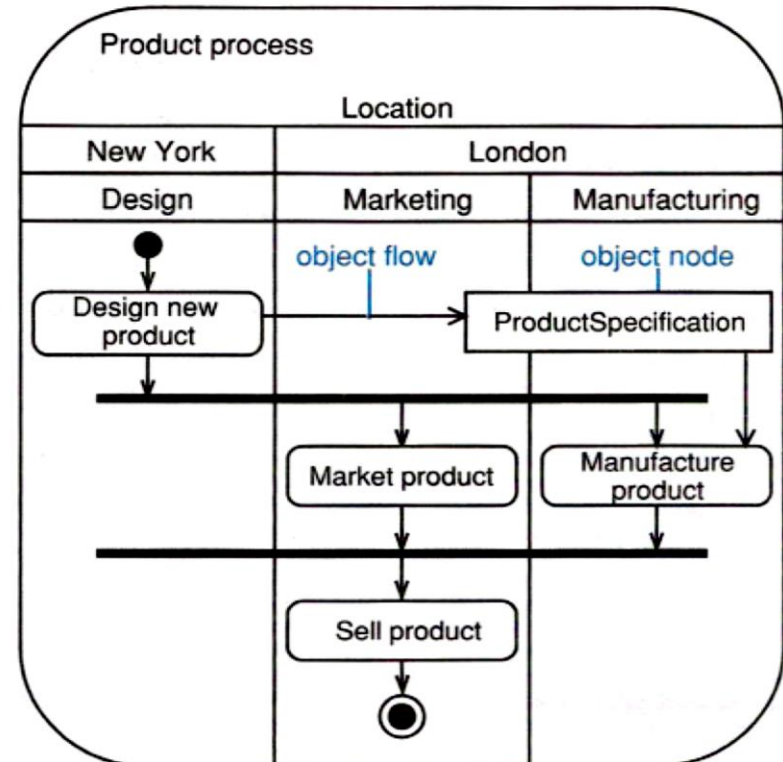 Product process
Location
New York
London
Design
Marketing
Manufacturing
object flow
object node
Design new
product
ProductSpecification
Market product
Manufacture
product
Sell product